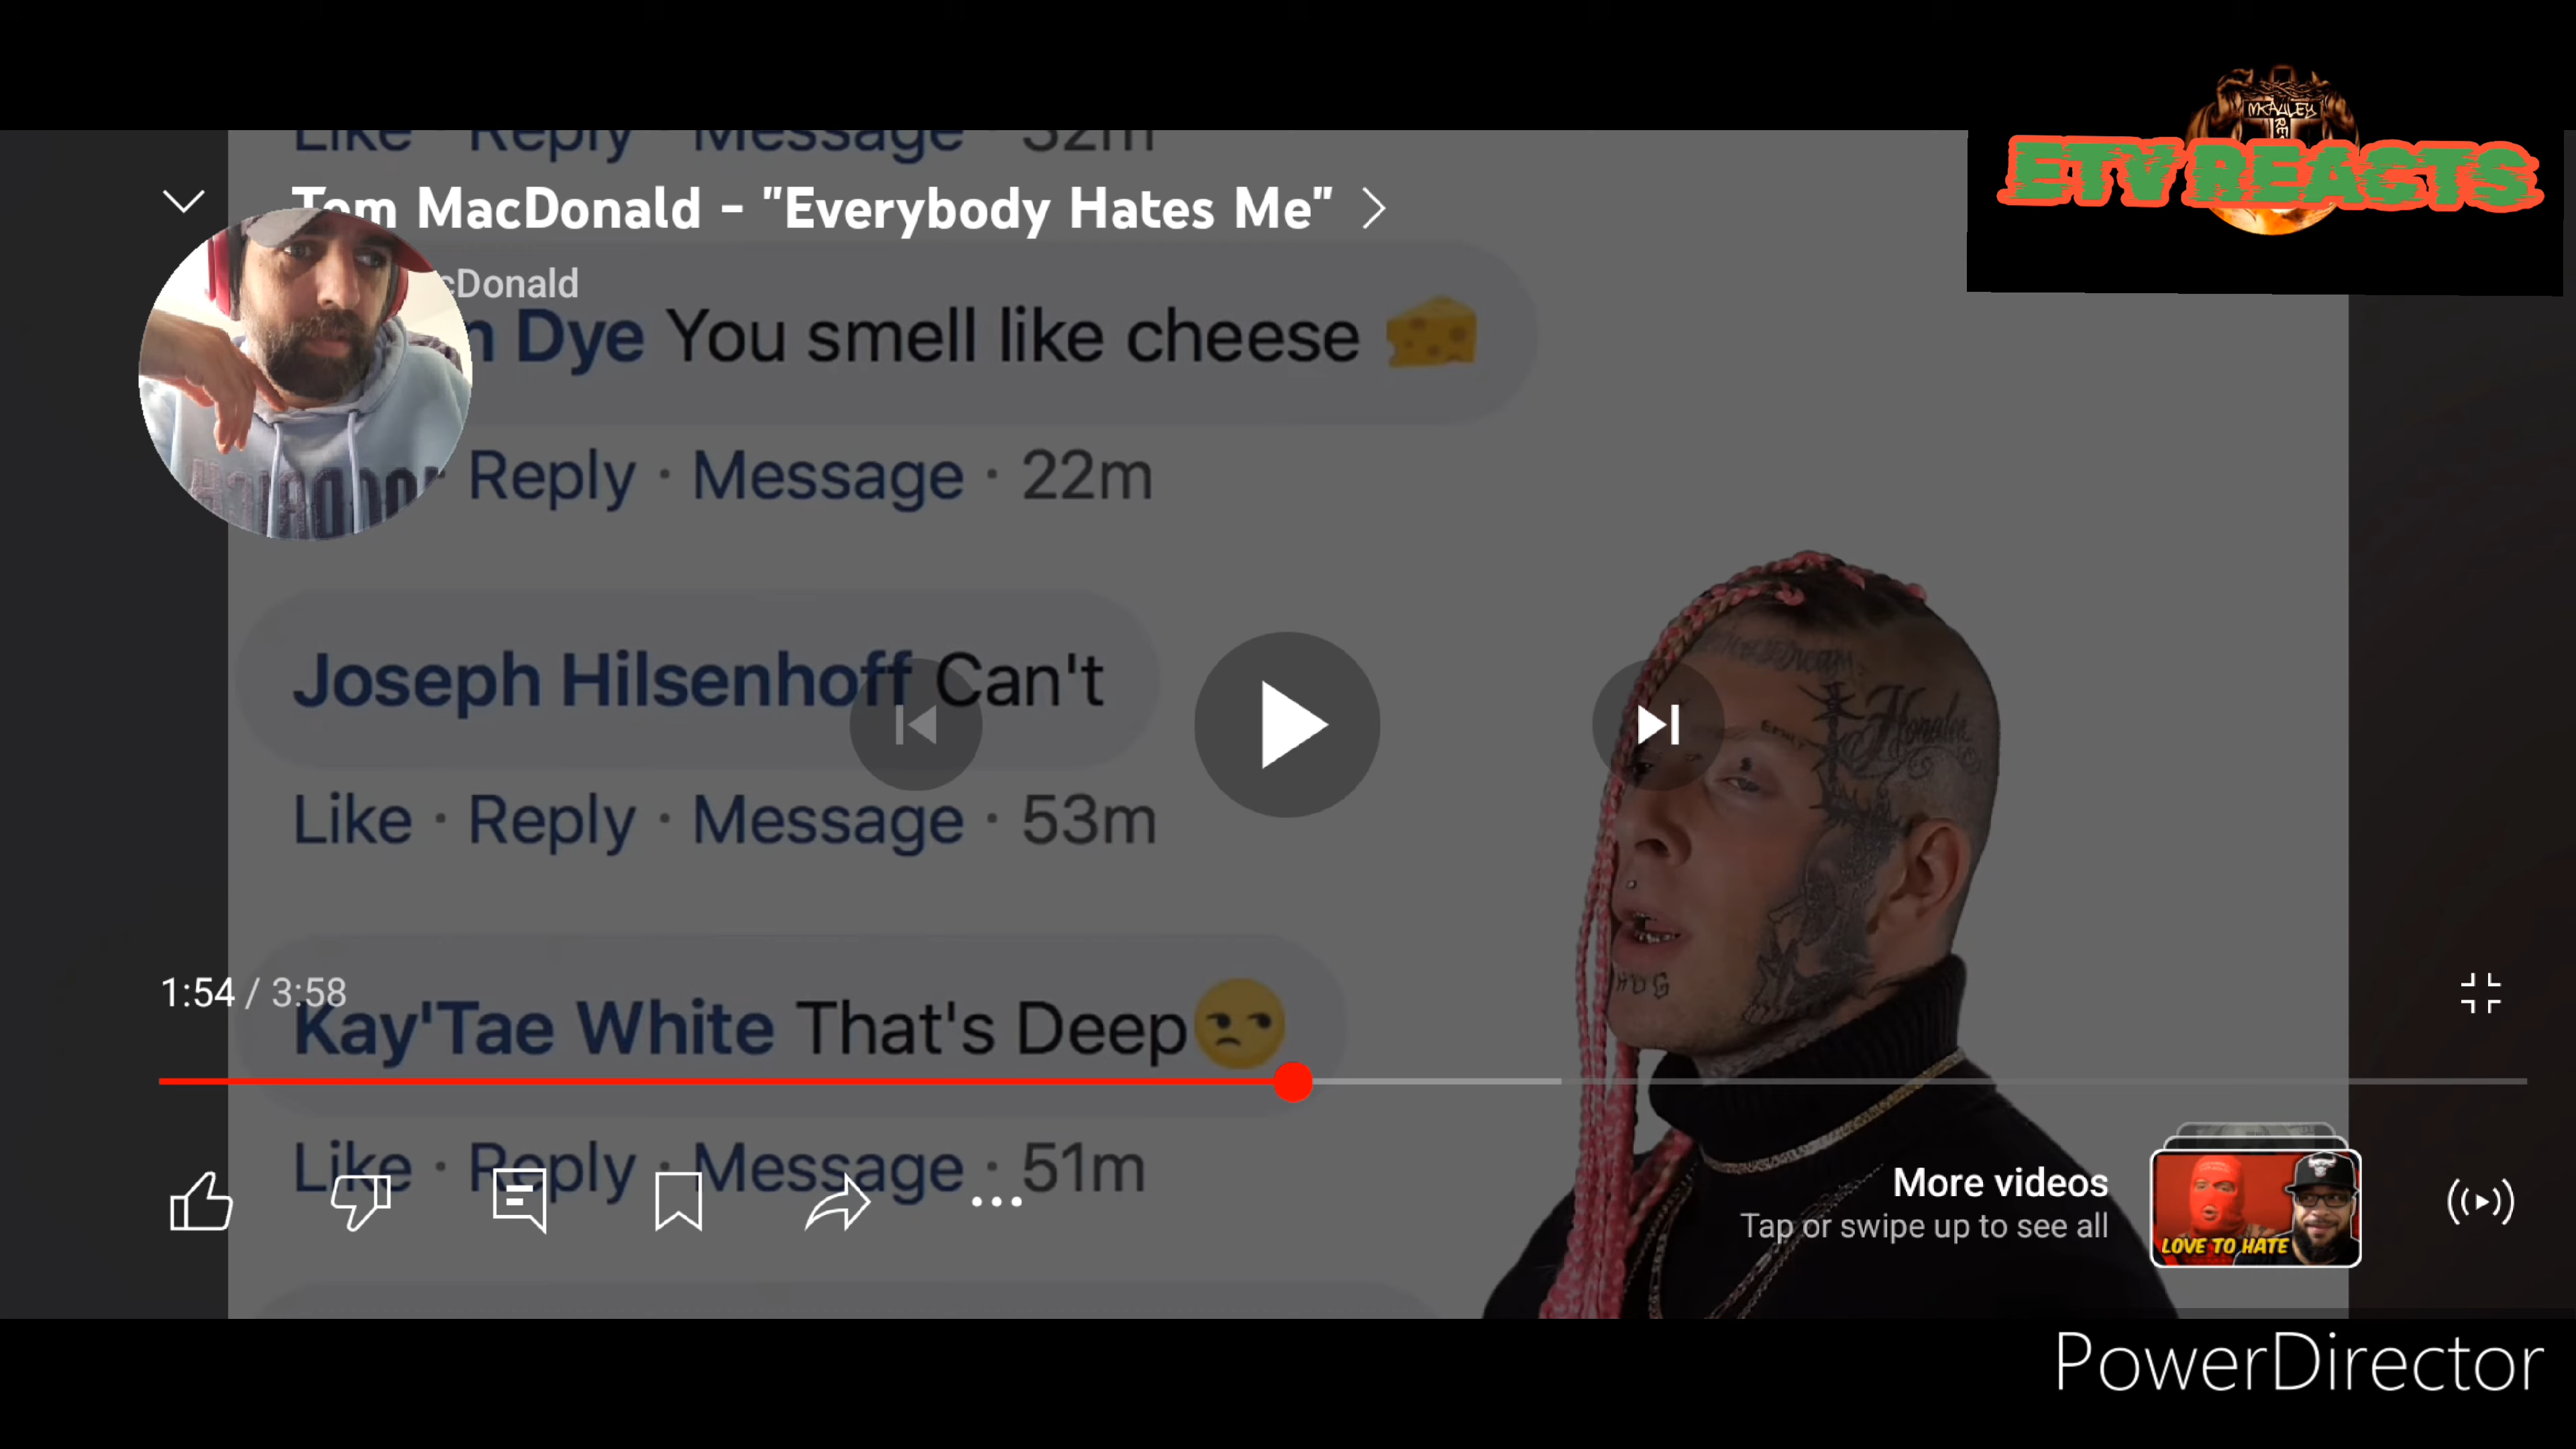 Like · Reply · Message · 32m
ETV REACTS
MCAULEY
Tom MacDonald - "Everybody Hates Me"
cDonald
n Dye You smell like cheese 🧀
Reply · Message · 22m
Joseph Hilsenhoff Can't
Like · Reply · Message · 53m
1:54 / 3:58
Kay'Tae White That's Deep😒
Like · Reply · Message · 51m
More videos
Tap or swipe up to see all
LOVE TO HATE
PowerDirector